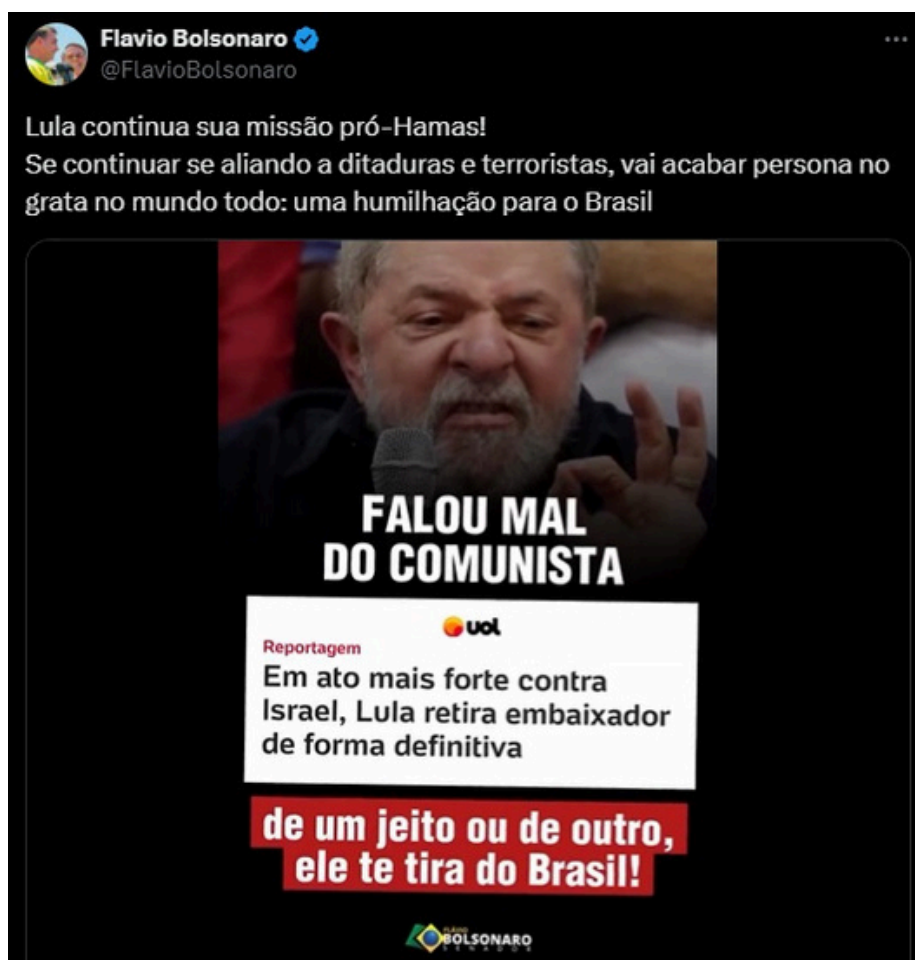 Flavio Bolsonaro
@FlavioBolsonaro
Lula continua sua missão pró-Hamas!
Se continuar se aliando a ditaduras e terroristas, vai acabar persona no
grata no mundo todo: uma humilhação para o Brasil
FALOU MAL
DO COMUNISTA
uol
Reportagem
Em ato mais forte contra
Israel, Lula retira embaixador
de forma definitiva
de um jeito ou de outro,
ele te tira do Brasil!
FLÁVIO
BOLSONARO
SENADOR